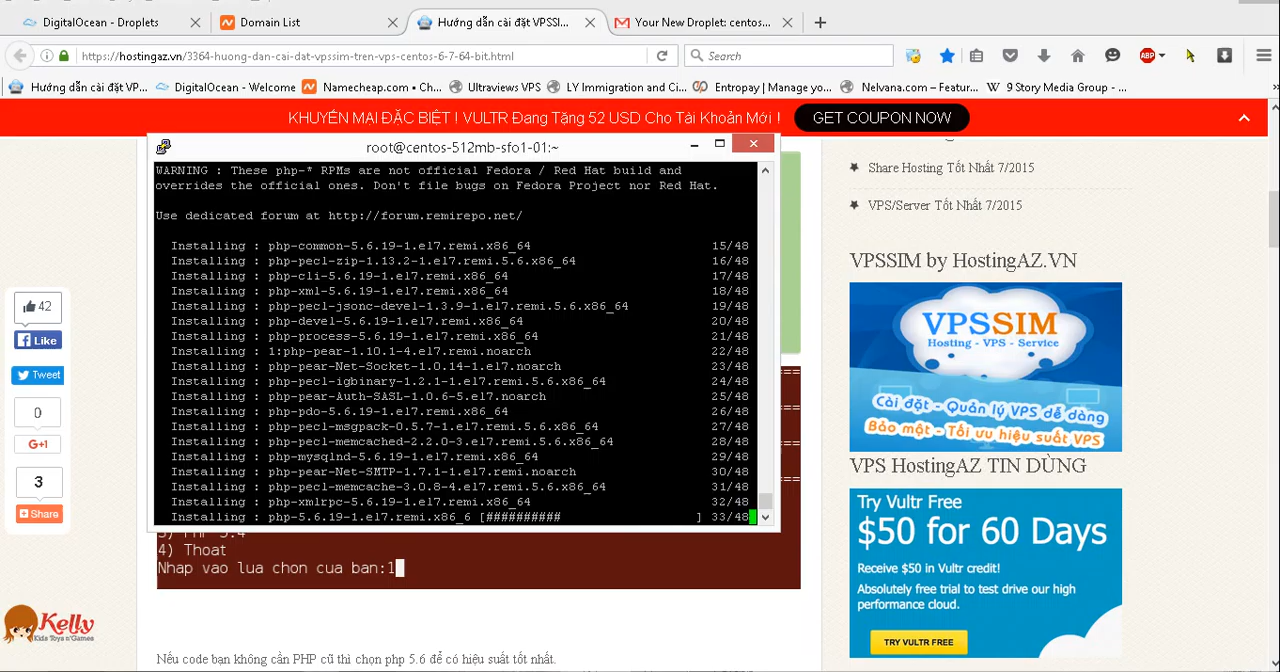 DigitalOcean - Droplets
Domain List
Hướng dẫn cài đặt VPSSI...
Your New Droplet: centos...
https://hostingaz.vn/3364-huong-dan-cai-dat-vpssim-tren-vps-centos-6-7-64-bit.html
Search
ABP
Hướng dẫn cài đặt VP...
DigitalOcean - Welcome
Namecheap.com • Ch...
Ultraviews VPS
LY Immigration and Ci...
Entropay | Manage yo...
Nelvana.com – Featur...
9 Story Media Group - ...
KHUYẾN MẠI ĐẶC BIỆT ! VULTR Đang Tặng 52 USD Cho Tài Khoản Mới !
GET COUPON NOW
root@centos-512mb-sfo1-01:~
WARNING : These php-* RPMs are not official Fedora / Red Hat build and
overrides the official ones. Don't file bugs on Fedora Project nor Red Hat.
Use dedicated forum at http://forum.remirepo.net/
Installing : php-common-5.6.19-1.el7.remi.x86_64 15/48
Installing : php-pecl-zip-1.13.2-1.el7.remi.5.6.x86_64 16/48
Installing : php-cli-5.6.19-1.el7.remi.x86_64 17/48
Installing : php-xml-5.6.19-1.el7.remi.x86_64 18/48
Installing : php-pecl-jsonc-devel-1.3.9-1.el7.remi.5.6.x86_64 19/48
Installing : php-devel-5.6.19-1.el7.remi.x86_64 20/48
Installing : php-process-5.6.19-1.el7.remi.x86_64 21/48
Installing : 1:php-pear-1.10.1-4.el7.remi.noarch 22/48
Installing : php-pear-Net-Socket-1.0.14-1.el7.noarch 23/48
Installing : php-pecl-igbinary-1.2.1-1.el7.remi.5.6.x86_64 24/48
Installing : php-pear-Auth-SASL-1.0.6-5.el7.noarch 25/48
Installing : php-pdo-5.6.19-1.el7.remi.x86_64 26/48
Installing : php-pecl-msgpack-0.5.7-1.el7.remi.5.6.x86_64 27/48
Installing : php-pecl-memcached-2.2.0-3.el7.remi.5.6.x86_64 28/48
Installing : php-mysqlnd-5.6.19-1.el7.remi.x86_64 29/48
Installing : php-pear-Net-SMTP-1.7.1-1.el7.remi.noarch 30/48
Installing : php-pecl-memcache-3.0.8-4.el7.remi.5.6.x86_64 31/48
Installing : php-xmlrpc-5.6.19-1.el7.remi.x86_64 32/48
Installing : php-5.6.19-1.el7.remi.x86_6 [########## ] 33/48
3) PHP 5.4
4) Thoat
Nhap vao lua chon cua ban:1
Nếu code bạn không cần PHP cũ thì chọn php 5.6 để có hiệu suất tốt nhất.
42
Like
Tweet
0
G+1
3
Share
Kelly
Kids Toys n'Games
Share Hosting Tốt Nhất 7/2015
VPS/Server Tốt Nhất 7/2015
VPSSIM by HostingAZ.VN
VPSSIM
Hosting - VPS - Service
Cài đặt - Quản lý VPS dễ dàng
Bảo mật - Tối ưu hiệu suất VPS
VPS HostingAZ TIN DÙNG
Try Vultr Free
$50 for 60 Days
Receive $50 in Vultr credit!
Absolutely free trial to test drive our high
performance cloud.
TRY VULTR FREE